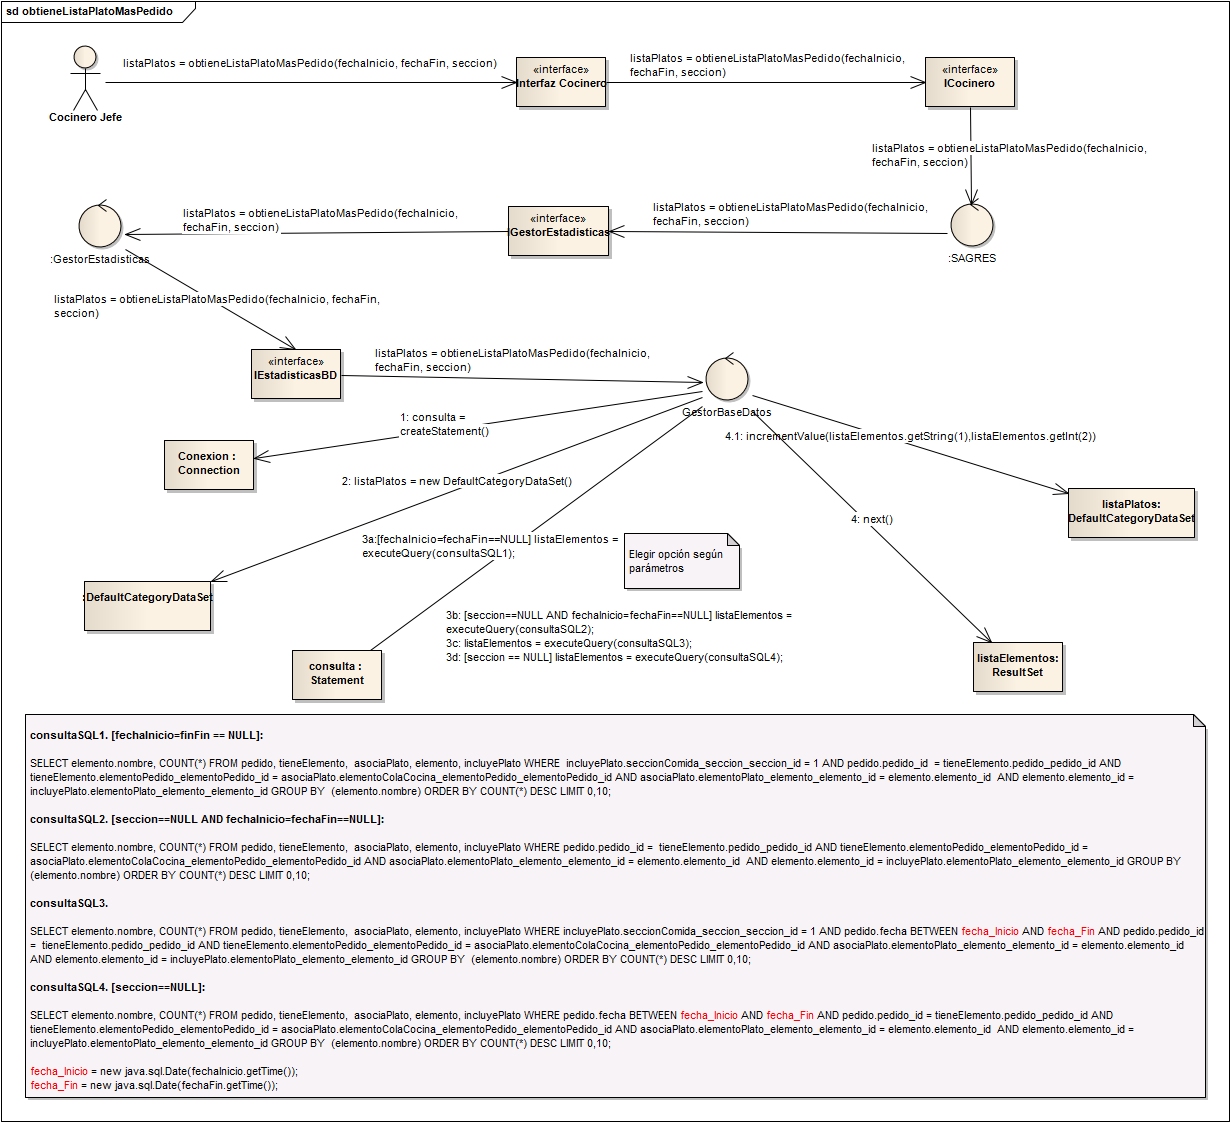 sd obtieneListaPlatoMasPedido
listaPlatos = obtieneListaPlatoMasPedido(fechaInicio, fechaFin, seccion)
Cocinero Jefe
«interface»
Interfaz Cocinero
listaPlatos = obtieneListaPlatoMasPedido(fechaInicio,
fechaFin, seccion)
«interface»
ICocinero
listaPlatos = obtieneListaPlatoMasPedido(fechaInicio,
fechaFin, seccion)
:SAGRES
listaPlatos = obtieneListaPlatoMasPedido(fechaInicio,
fechaFin, seccion)
«interface»
IGestorEstadisticas
listaPlatos = obtieneListaPlatoMasPedido(fechaInicio,
fechaFin, seccion)
:GestorEstadisticas
listaPlatos = obtieneListaPlatoMasPedido(fechaInicio, fechaFin,
seccion)
«interface»
IEstadisticasBD
listaPlatos = obtieneListaPlatoMasPedido(fechaInicio,
fechaFin, seccion)
GestorBaseDatos
1: consulta =
createStatement()
Conexion :
Connection
4.1: incrementValue(listaElementos.getString(1),listaElementos.getInt(2))
listaPlatos:
DefaultCategoryDataSet
2: listaPlatos = new DefaultCategoryDataSet()
:DefaultCategoryDataSet
4: next()
listaElementos:
ResultSet
3a:[fechaInicio=fechaFin==NULL] listaElementos =
executeQuery(consultaSQL1);
Elegir opción según
parámetros
3b: [seccion==NULL AND fechaInicio=fechaFin==NULL] listaElementos =
executeQuery(consultaSQL2);
3c: listaElementos = executeQuery(consultaSQL3);
3d: [seccion == NULL] listaElementos = executeQuery(consultaSQL4);
consulta :
Statement
consultaSQL1. [fechaInicio=finFin == NULL]:
SELECT elemento.nombre, COUNT(*) FROM pedido, tieneElemento,  asociaPlato, elemento, incluyePlato WHERE  incluyePlato.seccionComida_seccion_seccion_id = 1 AND pedido.pedido_id  = tieneElemento.pedido_pedido_id AND
tieneElemento.elementoPedido_elementoPedido_id = asociaPlato.elementoColaCocina_elementoPedido_elementoPedido_id AND asociaPlato.elementoPlato_elemento_elemento_id = elemento.elemento_id  AND elemento.elemento_id =
incluyePlato.elementoPlato_elemento_elemento_id GROUP BY  (elemento.nombre) ORDER BY COUNT(*) DESC LIMIT 0,10;
consultaSQL2. [seccion==NULL AND fechaInicio=fechaFin==NULL]:
SELECT elemento.nombre, COUNT(*) FROM pedido, tieneElemento,  asociaPlato, elemento, incluyePlato WHERE pedido.pedido_id =  tieneElemento.pedido_pedido_id AND tieneElemento.elementoPedido_elementoPedido_id =
asociaPlato.elementoColaCocina_elementoPedido_elementoPedido_id AND asociaPlato.elementoPlato_elemento_elemento_id = elemento.elemento_id  AND elemento.elemento_id = incluyePlato.elementoPlato_elemento_elemento_id GROUP BY
(elemento.nombre) ORDER BY COUNT(*) DESC LIMIT 0,10;
consultaSQL3.
SELECT elemento.nombre, COUNT(*) FROM pedido, tieneElemento,  asociaPlato, elemento, incluyePlato WHERE incluyePlato.seccionComida_seccion_seccion_id = 1 AND pedido.fecha BETWEEN fecha_Inicio AND fecha_Fin AND pedido.pedido_id
=  tieneElemento.pedido_pedido_id AND tieneElemento.elementoPedido_elementoPedido_id = asociaPlato.elementoColaCocina_elementoPedido_elementoPedido_id AND asociaPlato.elementoPlato_elemento_elemento_id = elemento.elemento_id
AND elemento.elemento_id = incluyePlato.elementoPlato_elemento_elemento_id GROUP BY  (elemento.nombre) ORDER BY COUNT(*) DESC LIMIT 0,10;
consultaSQL4. [seccion==NULL]:
SELECT elemento.nombre, COUNT(*) FROM pedido, tieneElemento,  asociaPlato, elemento, incluyePlato WHERE pedido.fecha BETWEEN fecha_Inicio AND fecha_Fin AND pedido.pedido_id = tieneElemento.pedido_pedido_id AND
tieneElemento.elementoPedido_elementoPedido_id = asociaPlato.elementoColaCocina_elementoPedido_elementoPedido_id AND asociaPlato.elementoPlato_elemento_elemento_id = elemento.elemento_id  AND elemento.elemento_id =
incluyePlato.elementoPlato_elemento_elemento_id GROUP BY  (elemento.nombre) ORDER BY COUNT(*) DESC LIMIT 0,10;
fecha_Inicio = new java.sql.Date(fechaInicio.getTime());
fecha_Fin = new java.sql.Date(fechaFin.getTime());